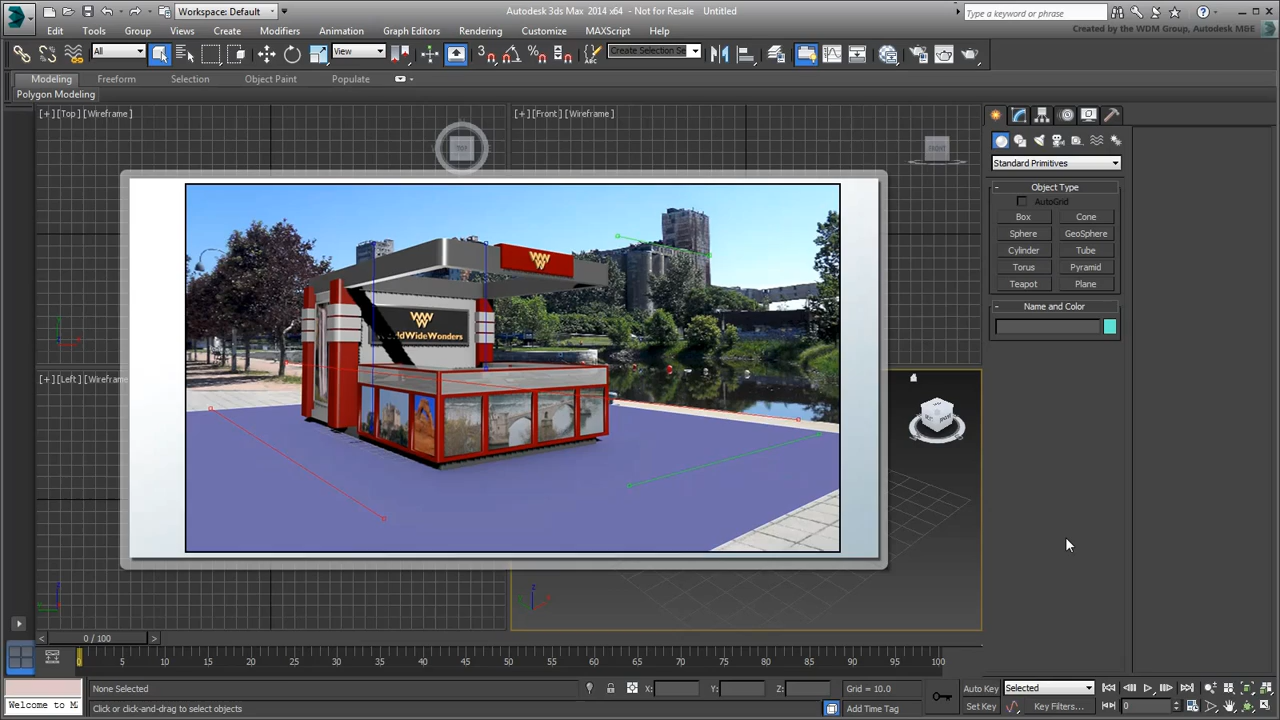 Workspace: Default
Autodesk 3ds Max 2014 x64 - Not for Resale Untitled
Type a keyword or phrase
Edit Tools Group Views Create Modifiers Animation Graph Editors Rendering Customize MAXScript Help
Created by the WDM Group, Autodesk M&E
All View Create Selection Se
Modeling Freeform Selection Object Paint Populate
Polygon Modeling
[+][Top][Wireframe]
[+][Front][Wireframe]
TOP
FRONT
Standard Primitives
- Object Type
AutoGrid
Box Cone
Sphere GeoSphere
Cylinder Tube
Torus Pyramid
Teapot Plane
- Name and Color
WorldWideWonders
[+][Left][Wireframe
0 / 100
0 5 10 15 20 25 30 35 40 45 50 55 60 65 70 75 80 85 90 95 100
None Selected
X: Y: Z:
Grid = 10.0
Auto Key Selected
Welcome to M
Click or click-and-drag to select objects
Add Time Tag
Set Key Key Filters... 0